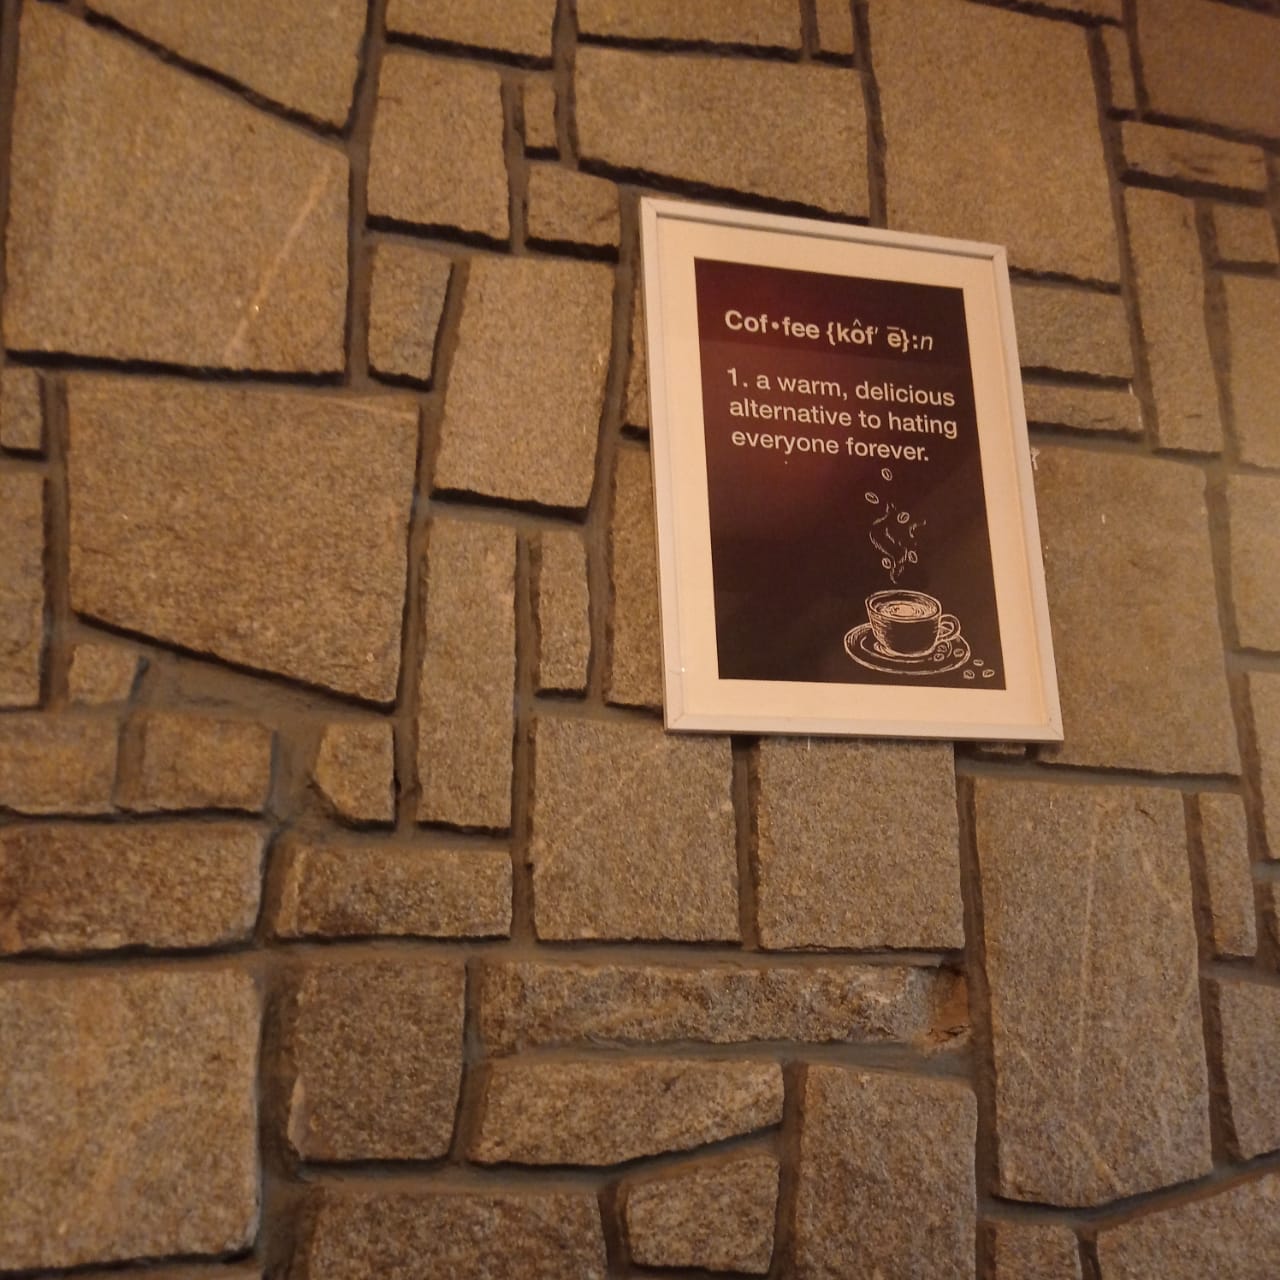 Cof•fee {kôf′ ē}:n
1. a warm, delicious
alternative to hating
everyone forever.